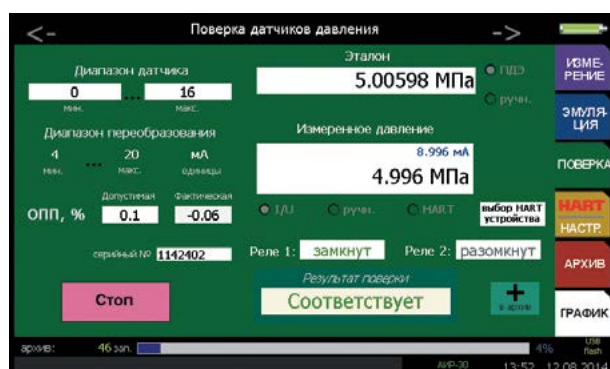 <- Поверка датчиков давления ->
Диапазон датчика
0 ... 16
мин. макс.
Диапазон преобразования
4 ... 20 мА
мин. макс. единицы
Допустимая Фактическая
ОПП, % 0.1 -0.06
серийный № 1142402
Стоп
Эталон
5.00598 МПа
ПДЭ
ручн.
Измеренное давление
8.996 мА
4.996 МПа
I/U ручн. HART
выбор HART
устройства
Реле 1: замкнут Реле 2: разомкнут
Результат поверки
Соответствует
+
в архив
ИЗМЕ-
РЕНИЕ
ЭМУЛЯ-
ЦИЯ
ПОВЕРКА
HART
НАСТР.
АРХИВ
ГРАФИК
архив: 46 зап. 4% USB
flash
АИР-20 13:52 12.08.2014